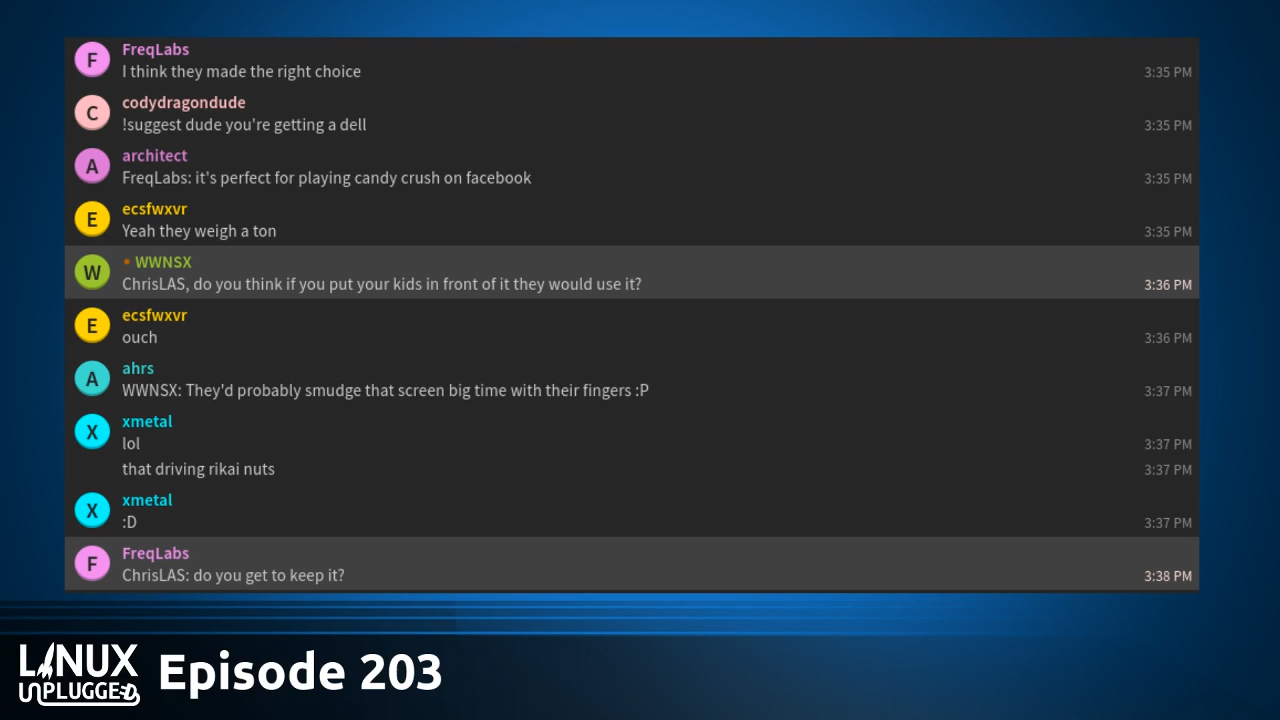 F
FreqLabs
I think they made the right choice
3:35 PM
C
codydragondude
!suggest dude you're getting a dell
3:35 PM
A
architect
FreqLabs: it's perfect for playing candy crush on facebook
3:35 PM
E
ecsfwxvr
Yeah they weigh a ton
3:35 PM
W
• WWNSX
ChrisLAS, do you think if you put your kids in front of it they would use it?
3:36 PM
E
ecsfwxvr
ouch
3:36 PM
A
ahrs
WWNSX: They'd probably smudge that screen big time with their fingers :P
3:37 PM
X
xmetal
lol
3:37 PM
that driving rikai nuts
3:37 PM
X
xmetal
:D
3:37 PM
F
FreqLabs
ChrisLAS: do you get to keep it?
3:38 PM
LINUX
UNPLUGGED
Episode 203